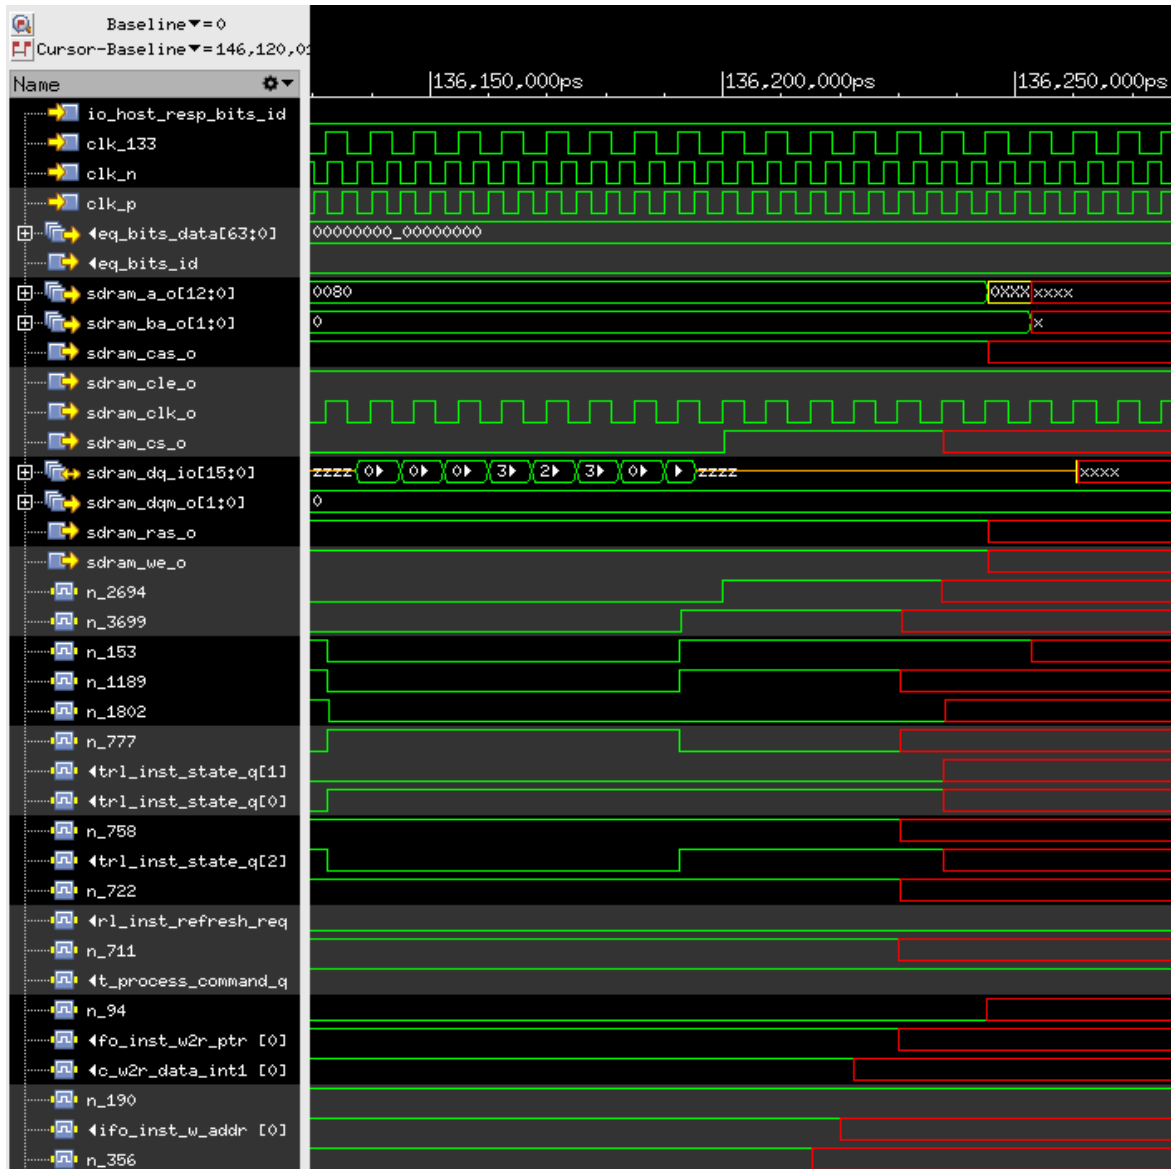 Baseline▼=0
Cursor-Baseline▼=146,120,01
Name
|136,150,000ps |136,200,000ps |136,250,000ps
io_host_resp_bits_id
clk_133
clk_n
clk_p
eq_bits_data[63:0] 00000000_00000000
eq_bits_id
sdram_a_o[12:0] 0080 0XXX xxxx
sdram_ba_o[1:0] 0 x
sdram_cas_o
sdram_cle_o
sdram_clk_o
sdram_cs_o
sdram_dq_io[15:0] zzzz 0 0 0 3 2 3 0 zzzz xxxx
sdram_dqm_o[1:0] 0
sdram_ras_o
sdram_we_o
n_2694
n_3699
n_153
n_1189
n_1802
n_777
trl_inst_state_q[1]
trl_inst_state_q[0]
n_758
trl_inst_state_q[2]
n_722
rl_inst_refresh_req
n_711
t_process_command_q
n_94
fo_inst_w2r_ptr [0]
c_w2r_data_int1 [0]
n_190
ifo_inst_w_addr [0]
n_356